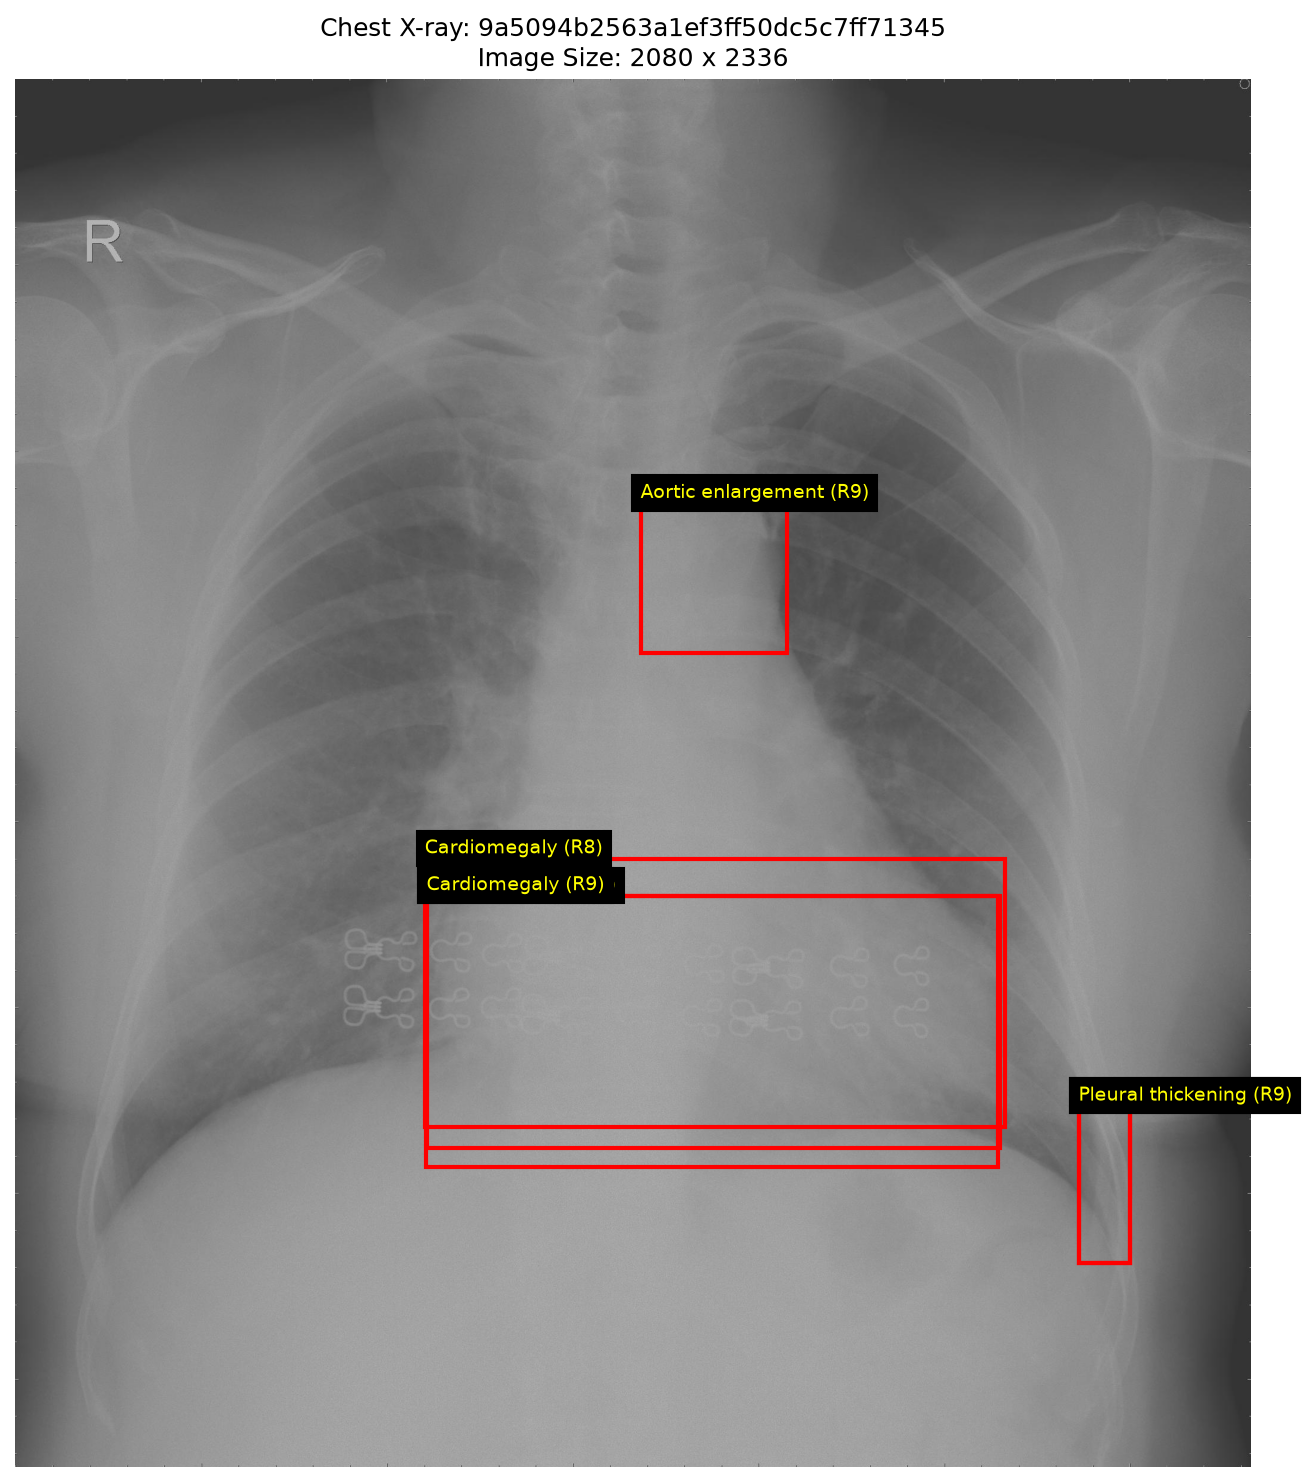 Chest X-ray: 9a5094b2563a1ef3ff50dc5c7ff71345
Image Size: 2080 x 2336
R
Aortic enlargement (R9)
Cardiomegaly (R8)
Cardiomegaly (R9)
Pleural thickening (R9)